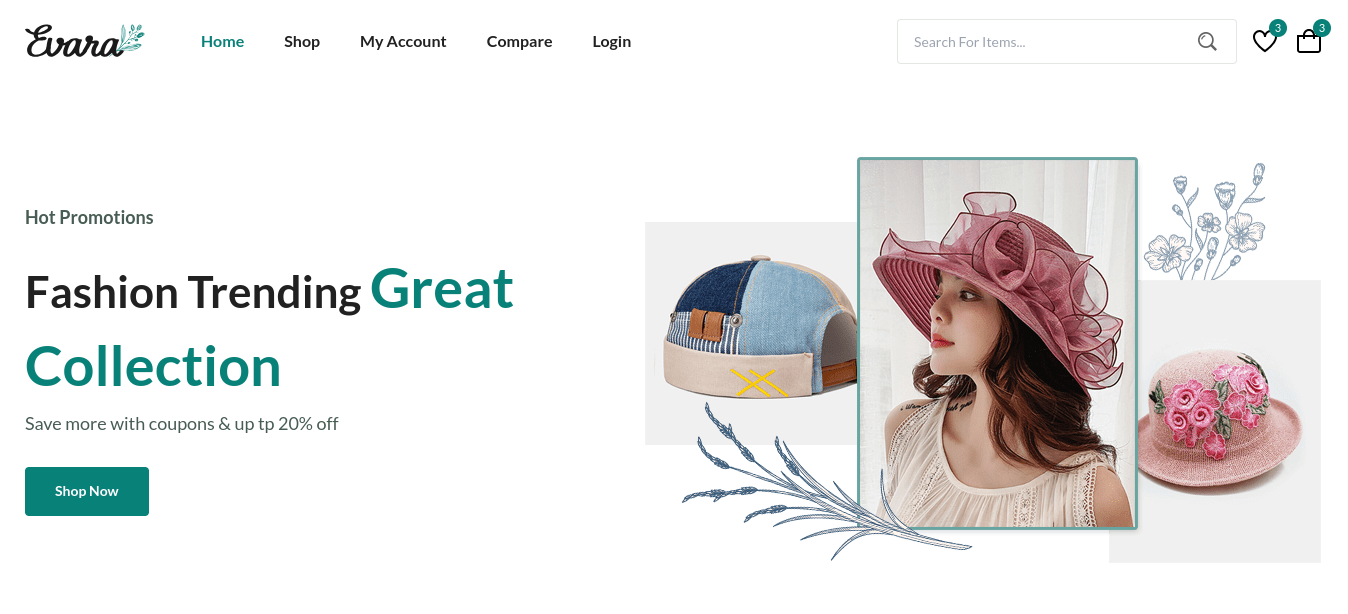 Evara
Home Shop My Account Compare Login
Search For Items...
3
3
Hot Promotions
Fashion Trending Great
Collection
Save more with coupons & up tp 20% off
Shop Now